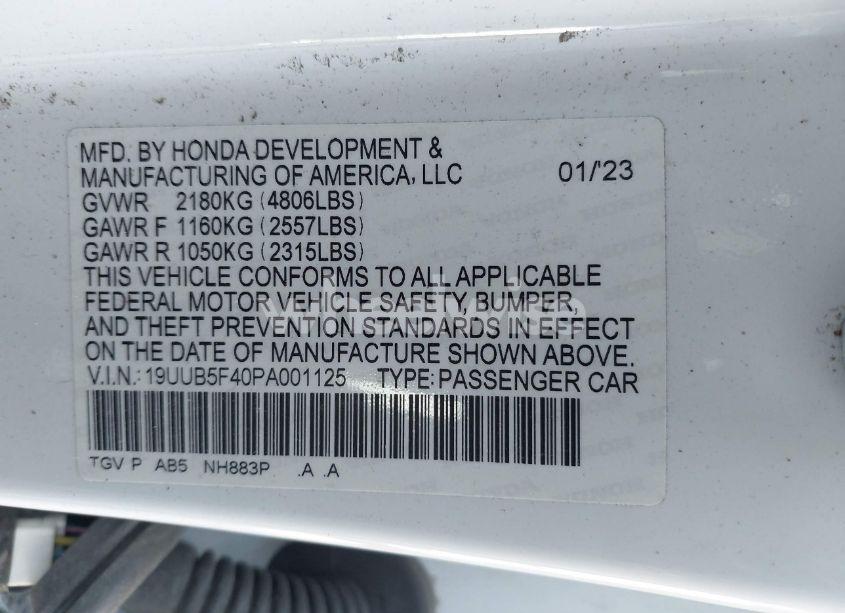 MFD. BY HONDA DEVELOPMENT &
MANUFACTURING OF AMERICA, LLC 01/'23
GVWR 2180KG (4806LBS)
GAWR F 1160KG (2557LBS)
GAWR R 1050KG (2315LBS)
THIS VEHICLE CONFORMS TO ALL APPLICABLE
FEDERAL MOTOR VEHICLE SAFETY, BUMPER,
AND THEFT PREVENTION STANDARDS IN EFFECT
ON THE DATE OF MANUFACTURE SHOWN ABOVE.
V.I.N.: 19UUB5F40PA001125 TYPE: PASSENGER CAR
TGV P AB5 NH883P .A .A